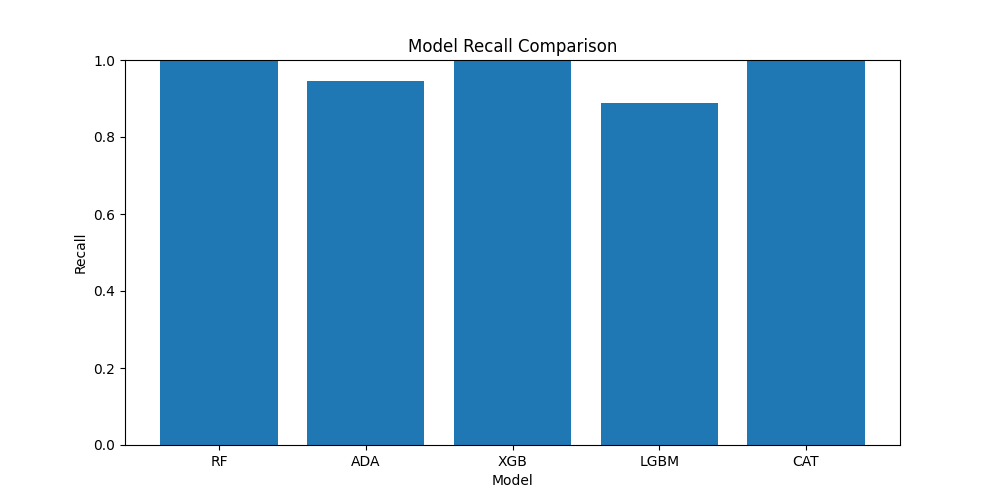 Model Recall Comparison
1.0
0.8
0.6
0.4
0.2
0.0
Recall
RF ADA XGB LGBM CAT
Model